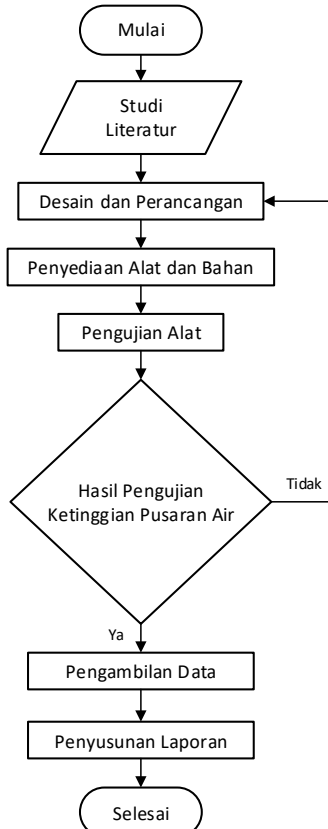 Mulai
Studi
Literatur
Desain dan Perancangan
Penyediaan Alat dan Bahan
Pengujian Alat
Hasil Pengujian
Ketinggian Pusaran Air
Tidak
Ya
Pengambilan Data
Penyusunan Laporan
Selesai